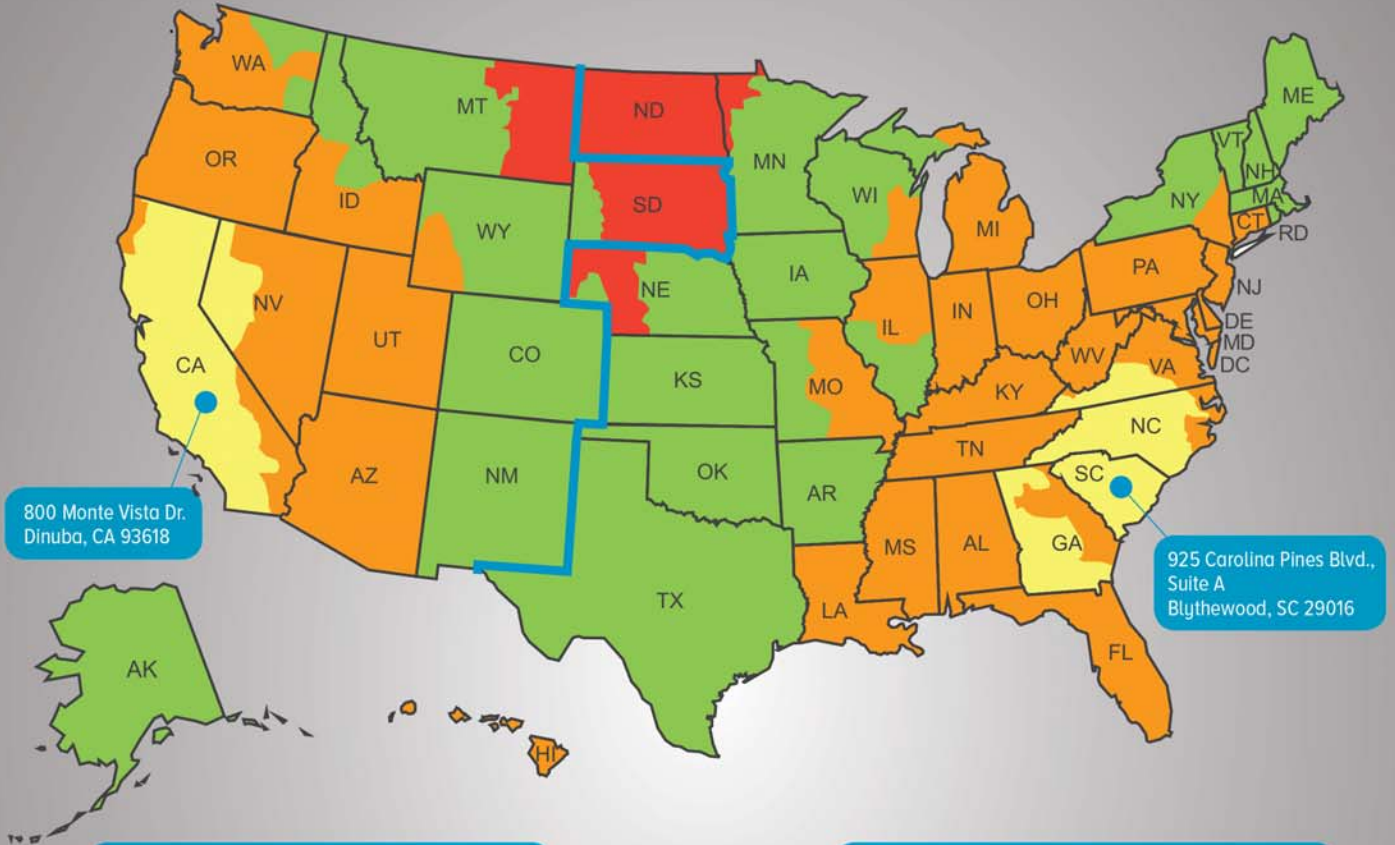 WA
MT
ND
MN
ME
VT
NH
MA
NY
CT
RD
OR
ID
WY
SD
WI
MI
NV
UT
CO
NE
IA
IL
IN
OH
PA
NJ
DE
MD
DC
CA
KS
MO
KY
WV
VA
AZ
NM
OK
AR
TN
NC
SC
MS
AL
GA
TX
LA
FL
AK
HI
800 Monte Vista Dr.
Dinuba, CA 93618
925 Carolina Pines Blvd.,
Suite A
Blythewood, SC 29016